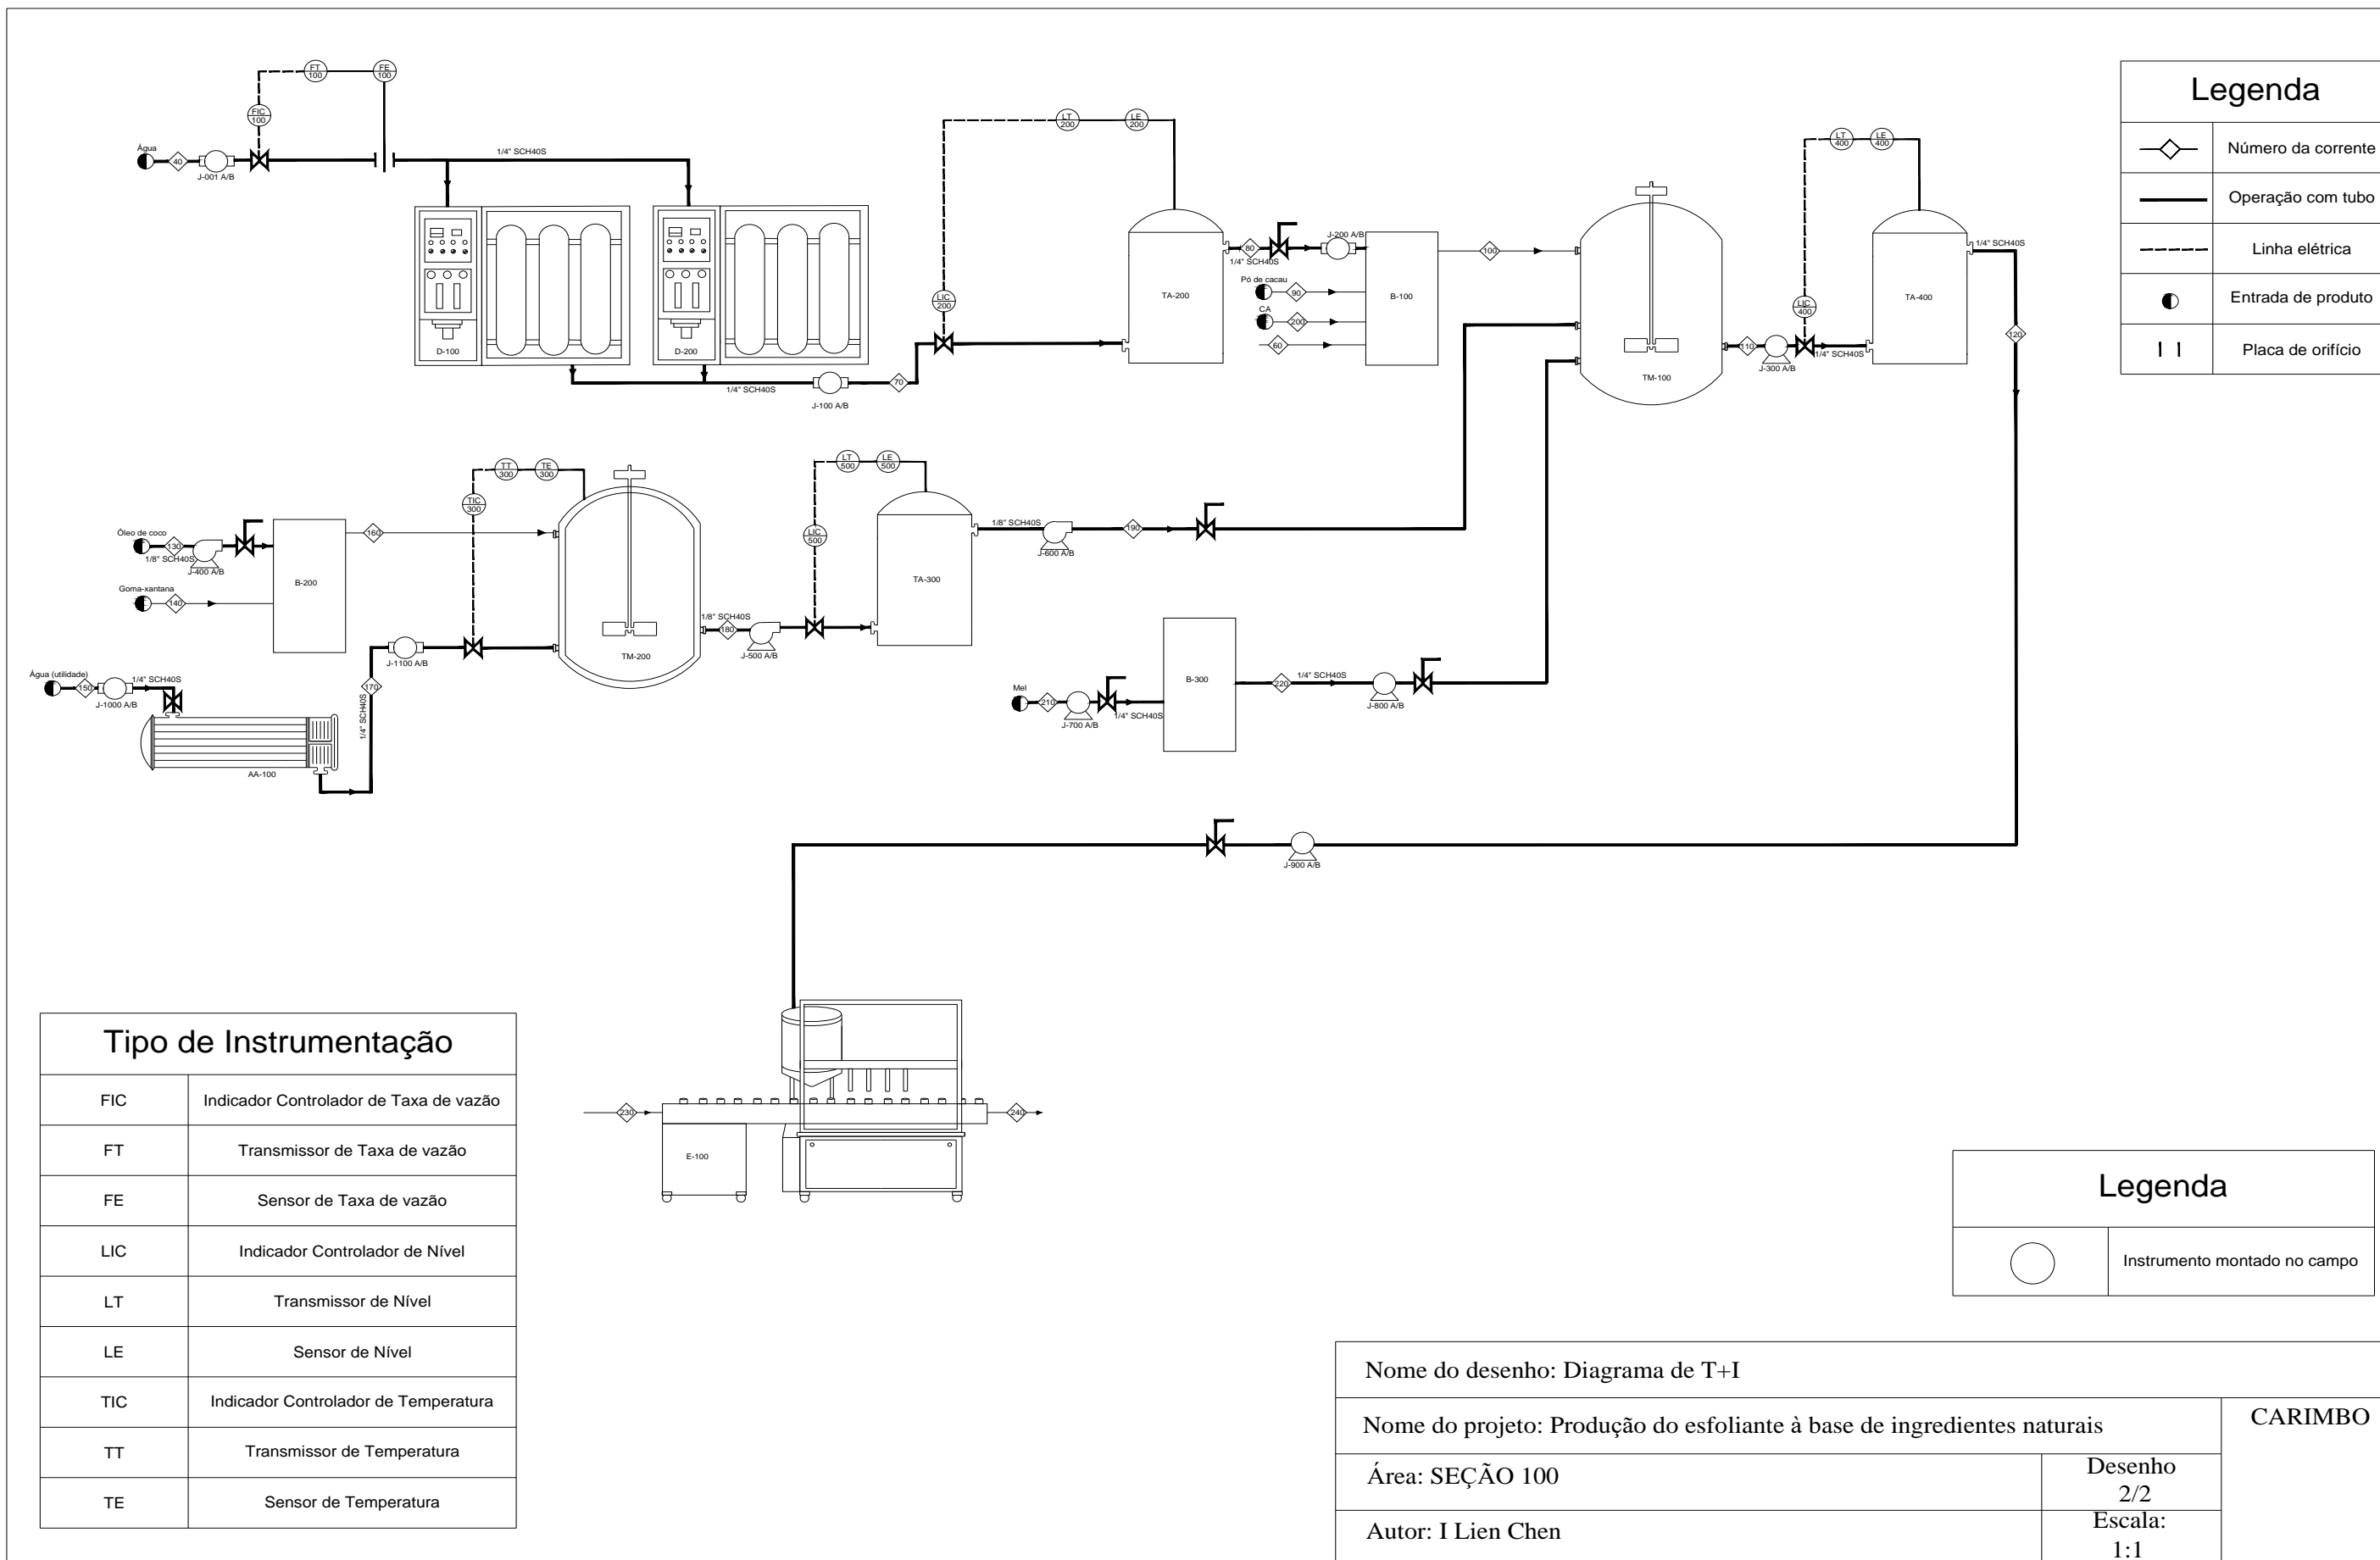 FT
100
FE
100
FIC
100
Água
40
J-001 A/B
1/4" SCH40S
D-100
D-200
1/4" SCH40S
J-100 A/B
70
LT
200
LE
200
LIC
200
TA-200
80
1/4" SCH40S
J-200 A/B
Pó de cacau
90
CA
200
60
B-100
100
TM-100
110
J-300 A/B
1/4" SCH40S
LT
400
LE
400
LIC
400
TA-400
1/4" SCH40S
120
Legenda
Número da corrente
Operação com tubo
Linha elétrica
Entrada de produto
Placa de orifício
TT
300
TE
300
TIC
300
Óleo de coco
130
1/8" SCH40S
J-400 A/B
Goma-xantana
140
B-200
160
TM-200
1/8" SCH40S
180
J-500 A/B
LT
500
LE
500
LIC
500
TA-300
1/8" SCH40S
J-600 A/B
190
Água (utilidade)
150
1/4" SCH40S
J-1000 A/B
AA-100
1/4" SCH40S
170
J-1100 A/B
Mel
210
J-700 A/B
1/4" SCH40S
B-300
220
1/4" SCH40S
J-800 A/B
J-900 A/B
230
240
E-100
Tipo de Instrumentação
FIC Indicador Controlador de Taxa de vazão
FT Transmissor de Taxa de vazão
FE Sensor de Taxa de vazão
LIC Indicador Controlador de Nível
LT Transmissor de Nível
LE Sensor de Nível
TIC Indicador Controlador de Temperatura
TT Transmissor de Temperatura
TE Sensor de Temperatura
Legenda
Instrumento montado no campo
Nome do desenho: Diagrama de T+I
Nome do projeto: Produção do esfoliante à base de ingredientes naturais
CARIMBO
Área: SEÇÃO 100
Desenho
2/2
Autor: I Lien Chen
Escala:
1:1